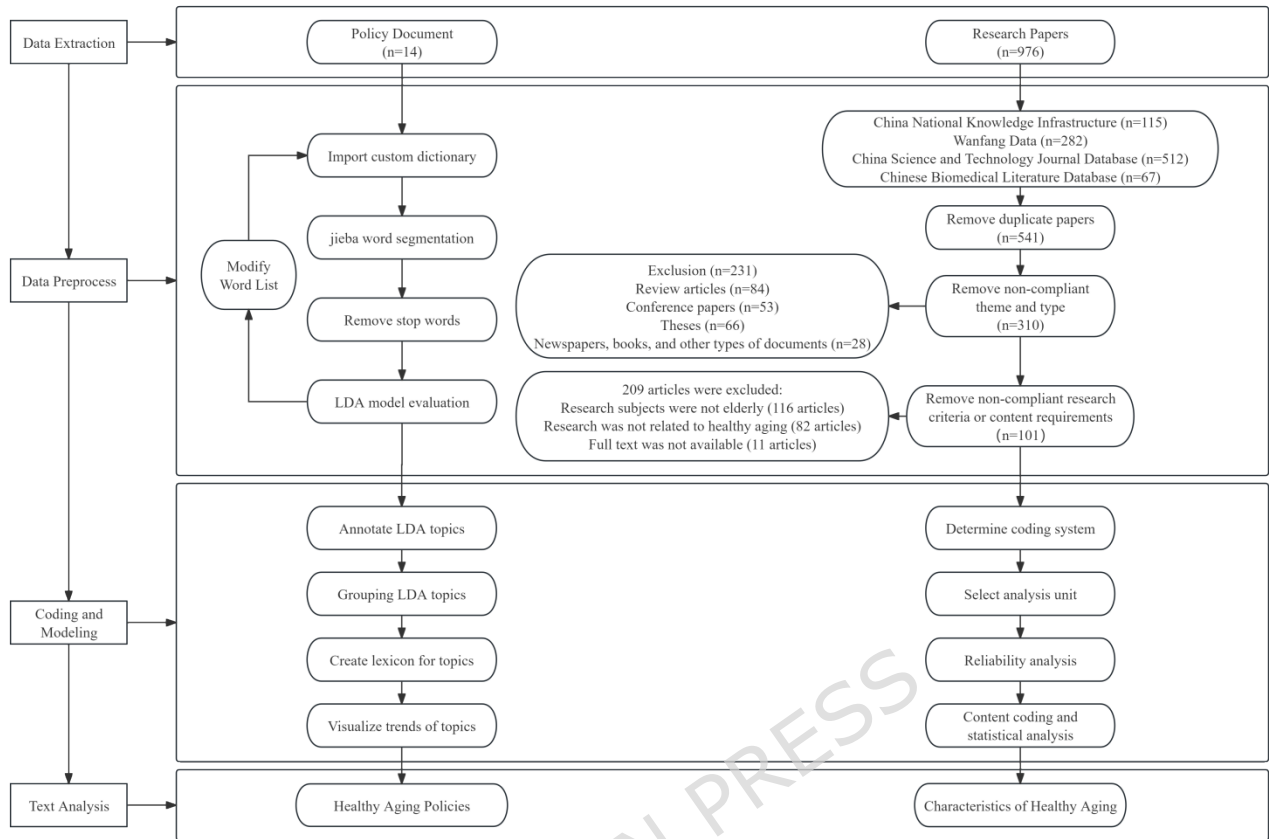 Data Extraction
Policy Document
(n=14)
Research Papers
(n=976)
Data Preprocess
Import custom dictionary
jieba word segmentation
Remove stop words
LDA model evaluation
Modify
Word List
China National Knowledge Infrastructure (n=115)
Wanfang Data (n=282)
China Science and Technology Journal Database (n=512)
Chinese Biomedical Literature Database (n=67)
Remove duplicate papers
(n=541)
Remove non-compliant
theme and type
(n=310)
Exclusion (n=231)
Review articles (n=84)
Conference papers (n=53)
Theses (n=66)
Newspapers, books, and other types of documents (n=28)
Remove non-compliant research
criteria or content requirements
(n=101)
209 articles were excluded:
Research subjects were not elderly (116 articles)
Research was not related to healthy aging (82 articles)
Full text was not available (11 articles)
Coding and
Modeling
Annotate LDA topics
Grouping LDA topics
Create lexicon for topics
Visualize trends of topics
Determine coding system
Select analysis unit
Reliability analysis
Content coding and
statistical analysis
Text Analysis
Healthy Aging Policies
Characteristics of Healthy Aging
PRESS